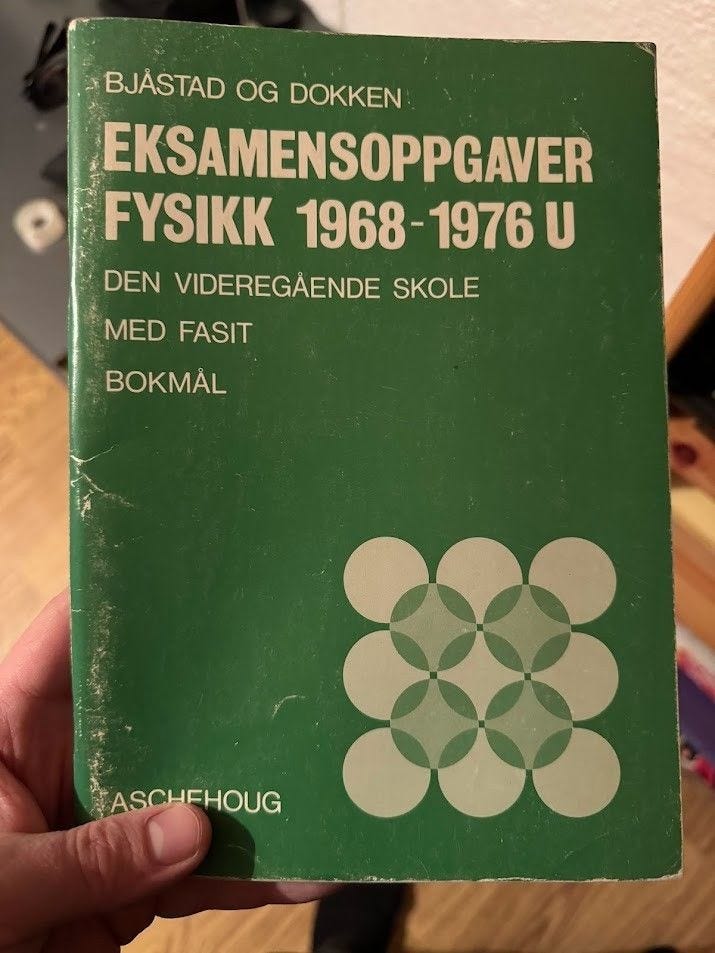 BJÅSTAD OG DOKKEN
EKSAMENSOPPGAVER
FYSIKK 1968-1976 U
DEN VIDEREGÅENDE SKOLE
MED FASIT
BOKMÅL
ASCHEHOUG